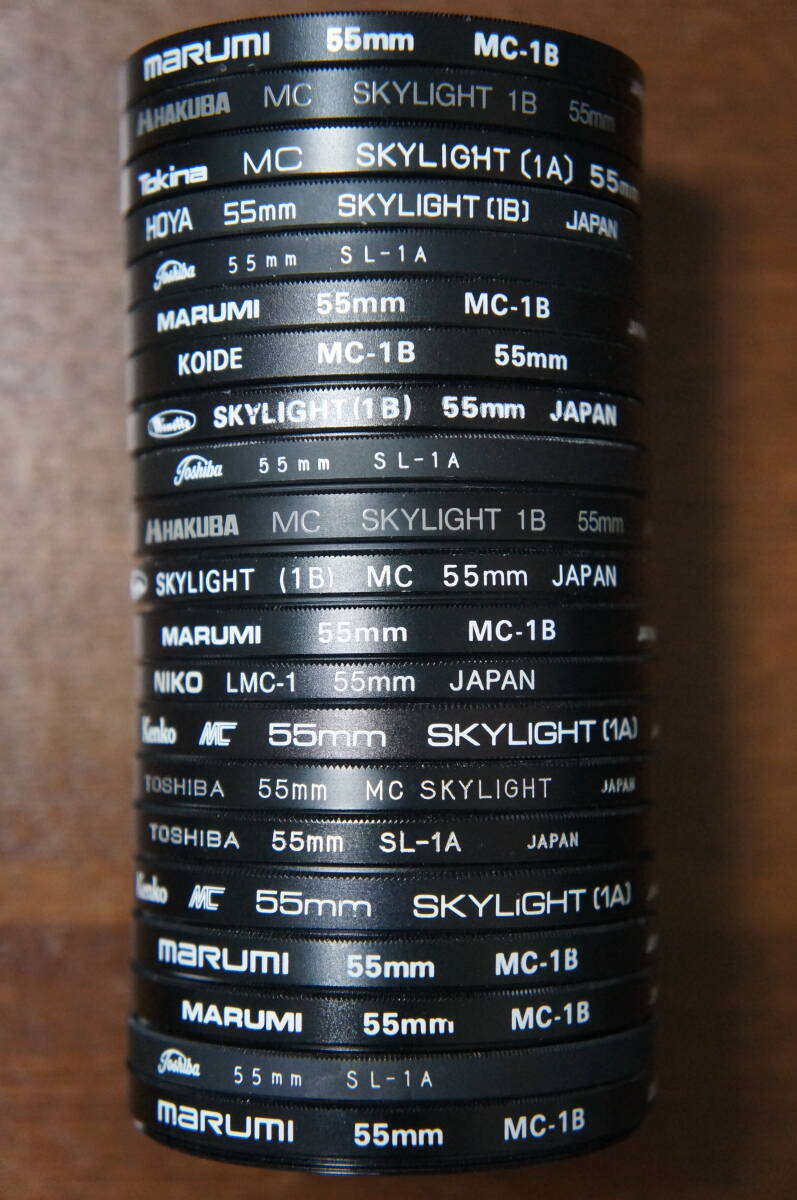 marumi 55mm MC-1B
HAKUBA MC SKYLIGHT 1B 55mm
Tokina MC SKYLIGHT (1A) 55mm
HOYA 55mm SKYLIGHT (1B) JAPAN
Toshiba 55mm SL-1A
MARUMI 55mm MC-1B
KOIDE MC-1B 55mm
SKYLIGHT (1B) 55mm JAPAN
Toshiba 55mm SL-1A
HAKUBA MC SKYLIGHT 1B 55mm
SKYLIGHT (1B) MC 55mm JAPAN
MARUMI 55mm MC-1B
NIKO LMC-1 55mm JAPAN
Kenko MC 55mm SKYLIGHT (1A)
TOSHIBA 55mm MC SKYLIGHT JAPAN
TOSHIBA 55mm SL-1A JAPAN
Kenko MC 55mm SKYLiGHT (1A)
marumi 55mm MC-1B
MARUMI 55mm MC-1B
Toshiba 55mm SL-1A
marumi 55mm MC-1B